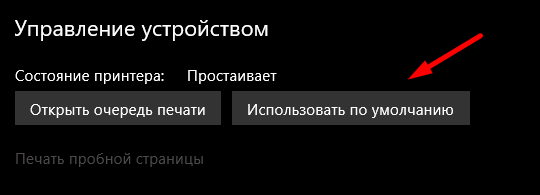 Управление устройством
Состояние принтера: Простаивает
Открыть очередь печати Использовать по умолчанию
Печать пробной страницы